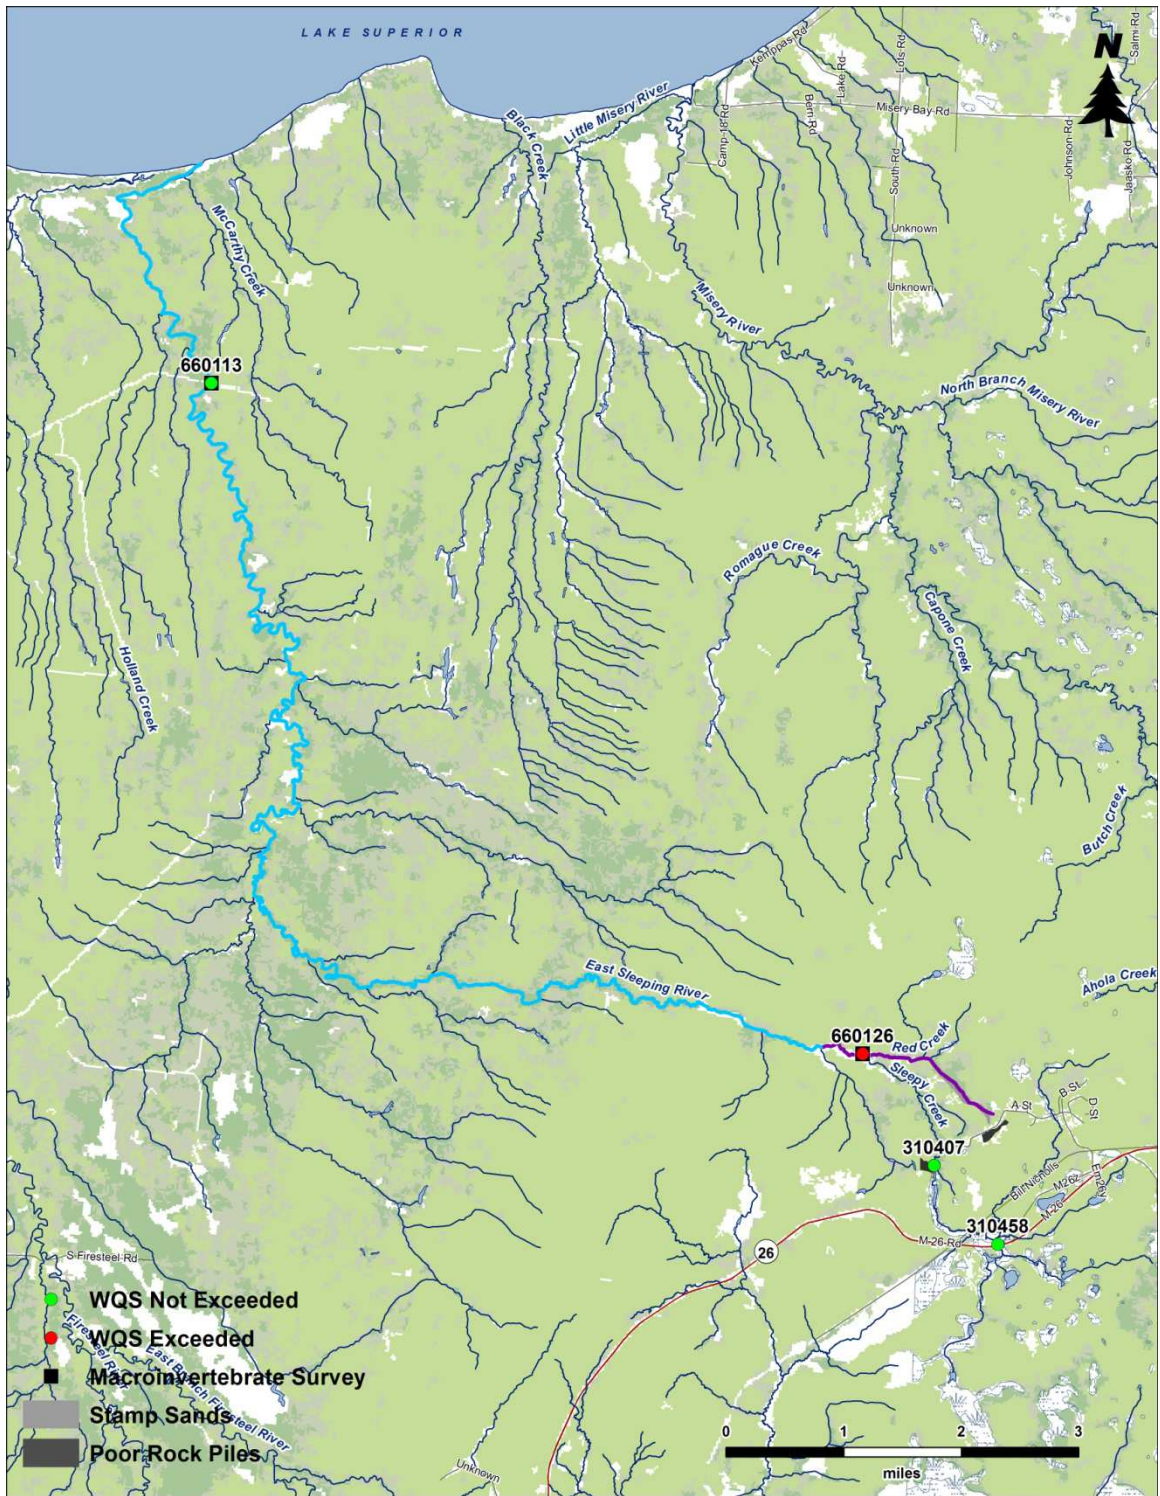 LAKE SUPERIOR
N
Kemppas Rd
Lake Rd
Lofs Rd
Salmi Rd
Bern Rd
Misery Bay Rd
Camp 18 Rd
South Rd
Johnson Rd
Jaasko Rd
Black Creek
Little Misery River
McCarthy Creek
Unknown
Unknown
Misery River
660113
North Branch Misery River
Romague Creek
Capone Creek
Holland Creek
Butch Creek
East Sleeping River
Ahola Creek
660126
Red Creek
Sleepy Creek
A St
B St
D St
310407
Bill Nicholls
M26z
Em26y
M-26
310458
M-26 Rd
26
S Firesteel Rd
Firesteel River
East Branch Firesteel River
WQS Not Exceeded
WQS Exceeded
Macroinvertebrate Survey
Stamp Sands
Poor Rock Piles
Unknown
0 1 2 3
miles